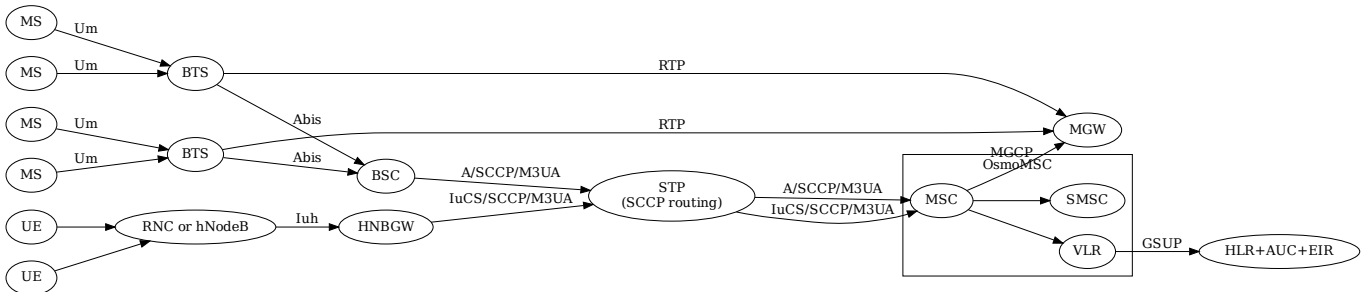 MS
Um
MS
Um
BTS
RTP
MS
Um
Abis
RTP
MGW
BTS
MS
Um
Abis
MGCP
OsmoMSC
BSC
A/SCCP/M3UA
STP
(SCCP routing)
IuCS/SCCP/M3UA
A/SCCP/M3UA
MSC
SMSC
IuCS/SCCP/M3UA
UE
RNC or hNodeB
Iuh
HNBGW
VLR
GSUP
HLR+AUC+EIR
UE